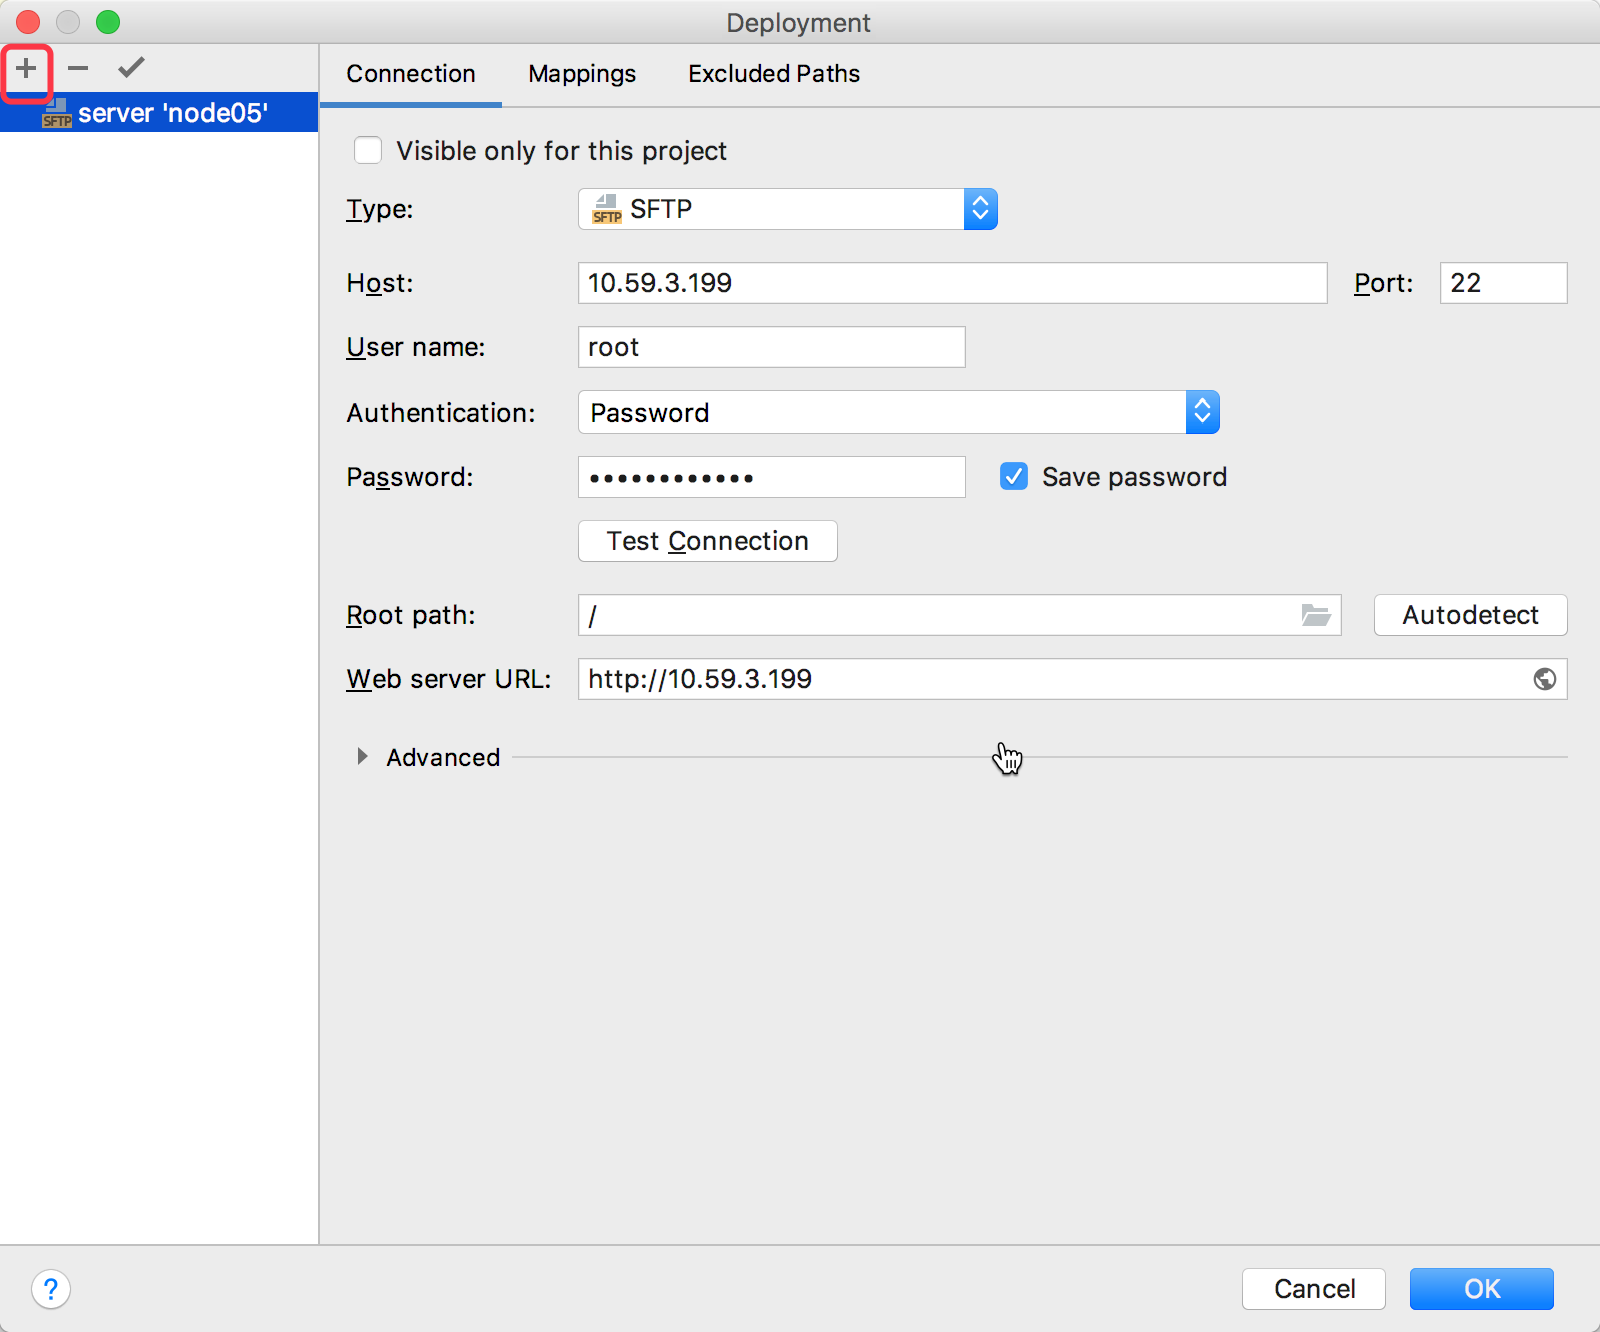 Deployment
Connection Mappings Excluded Paths
SFTP server 'node05'
Visible only for this project
Type: SFTP SFTP
Host: 10.59.3.199 Port: 22
User name: root
Authentication: Password
Password: •••••••••••• Save password
Test Connection
Root path: / Autodetect
Web server URL: http://10.59.3.199
Advanced
? Cancel OK